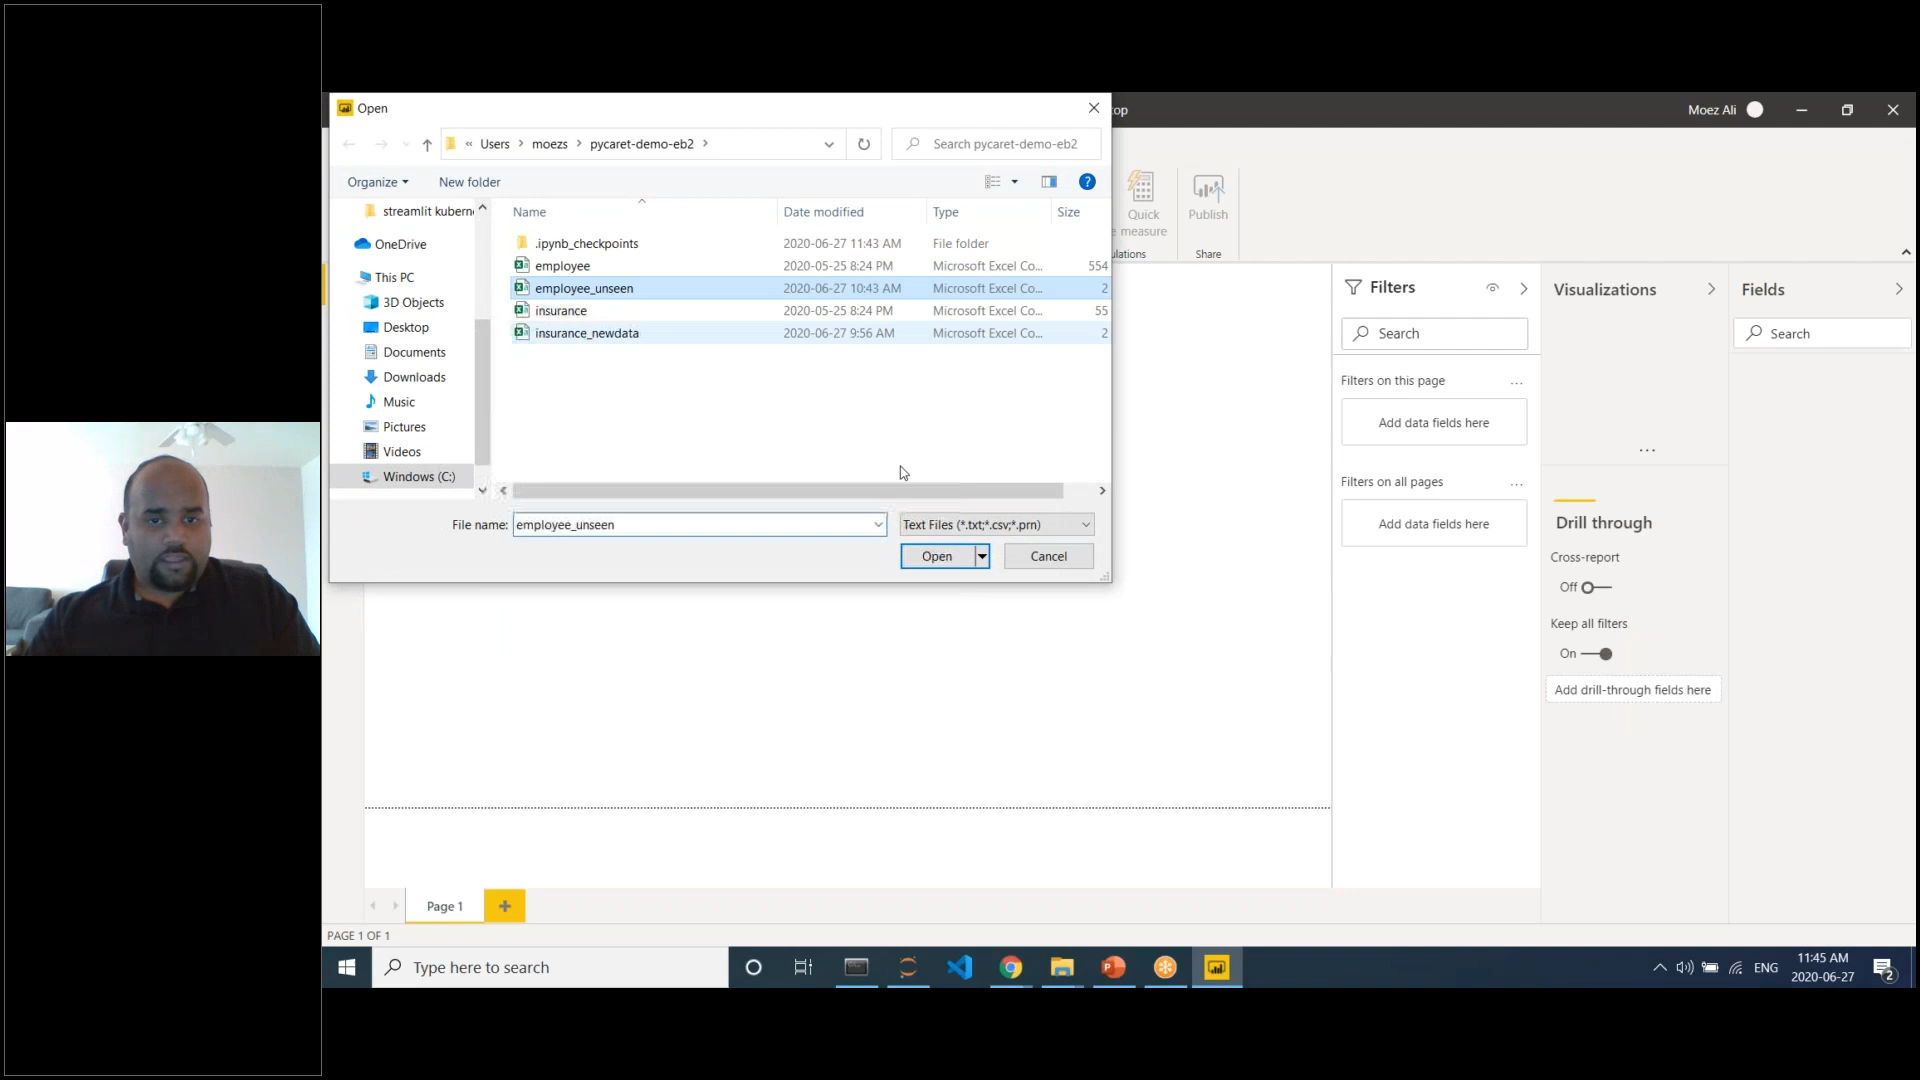 Open
op
Moez Ali
« Users > moezs > pycaret-demo-eb2 >
Search pycaret-demo-eb2
Organize
New folder
?
Name
Date modified
Type
Size
streamlit kuberne
OneDrive
This PC
3D Objects
Desktop
Documents
Downloads
Music
Pictures
Videos
Windows (C:)
.ipynb_checkpoints 2020-06-27 11:43 AM File folder
employee 2020-05-25 8:24 PM Microsoft Excel Co... 554
employee_unseen 2020-06-27 10:43 AM Microsoft Excel Co... 2
insurance 2020-05-25 8:24 PM Microsoft Excel Co... 55
insurance_newdata 2020-06-27 9:56 AM Microsoft Excel Co... 2
File name: employee_unseen
Text Files (*.txt;*.csv;*.prn)
Open
Cancel
Quick
e measure
Publish
ulations
Share
Filters
Search
Filters on this page ...
Add data fields here
Filters on all pages ...
Add data fields here
Visualizations
...
Drill through
Cross-report
Off
Keep all filters
On
Add drill-through fields here
Fields
Search
Page 1
+
PAGE 1 OF 1
Type here to search
ENG
11:45 AM
2020-06-27
2